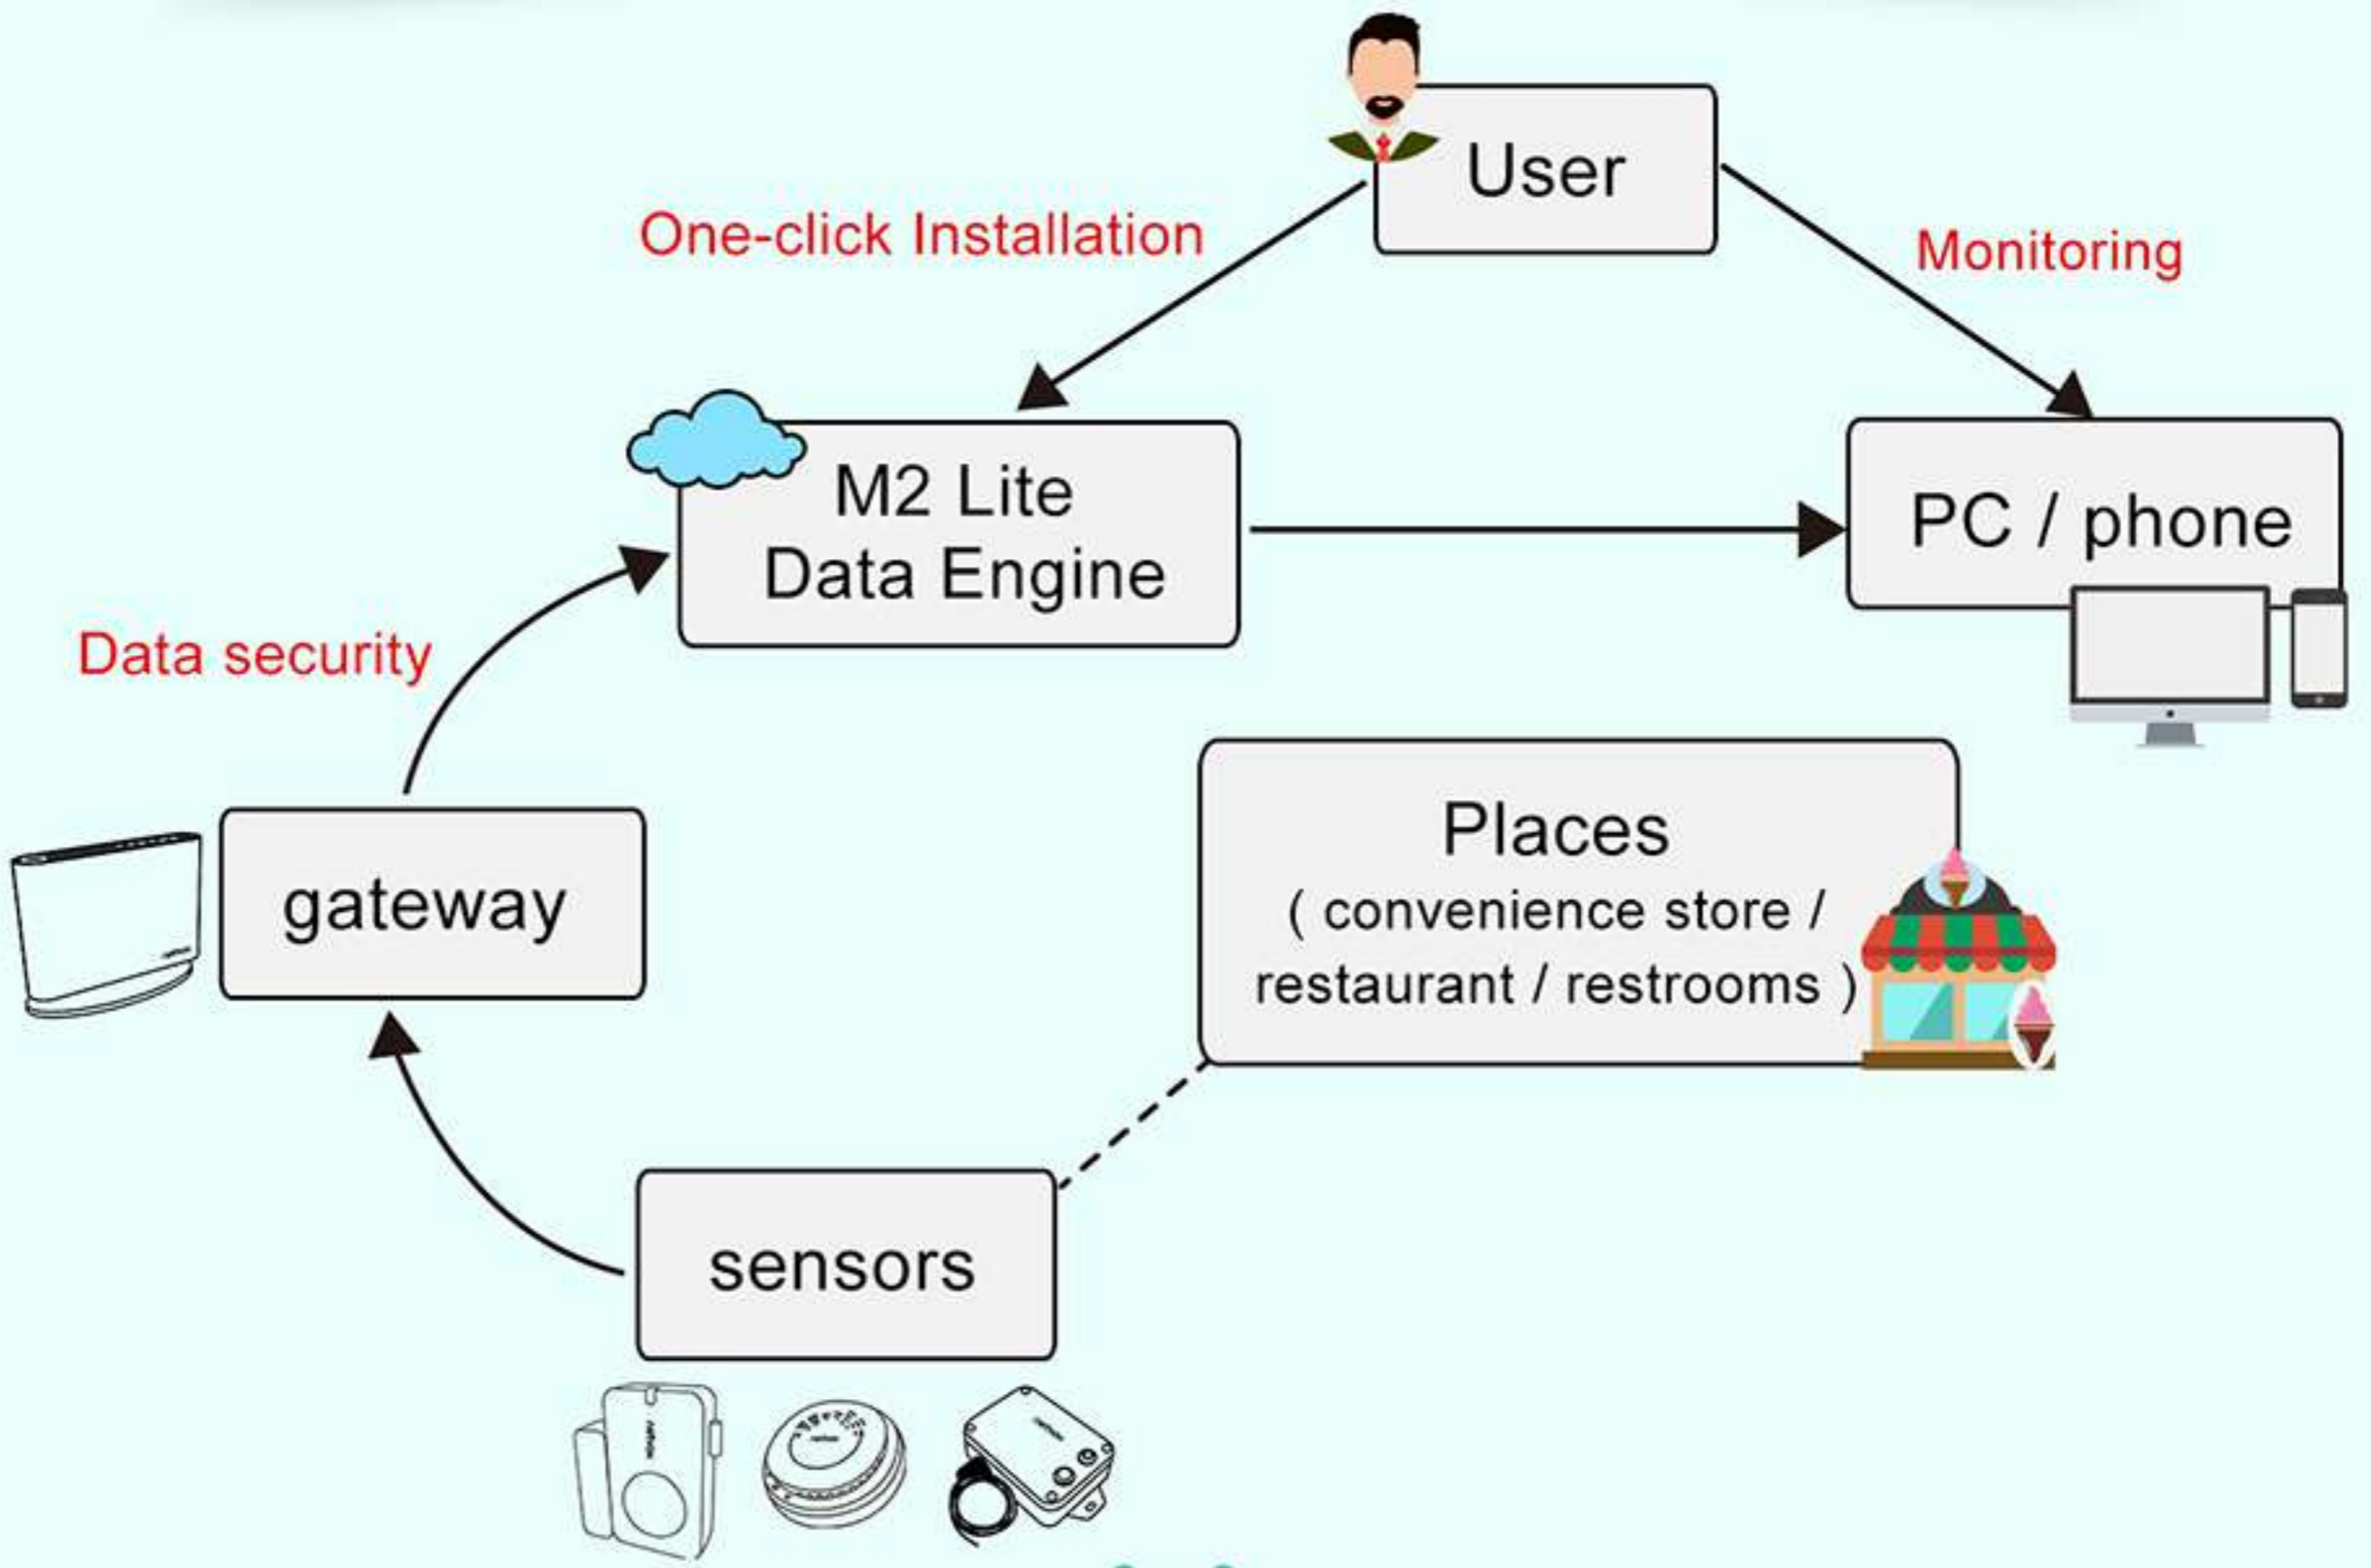 User
One-click Installation
Monitoring
M2 Lite
Data Engine
PC / phone
Data security
Places
( convenience store /
restaurant / restrooms )
gateway
sensors